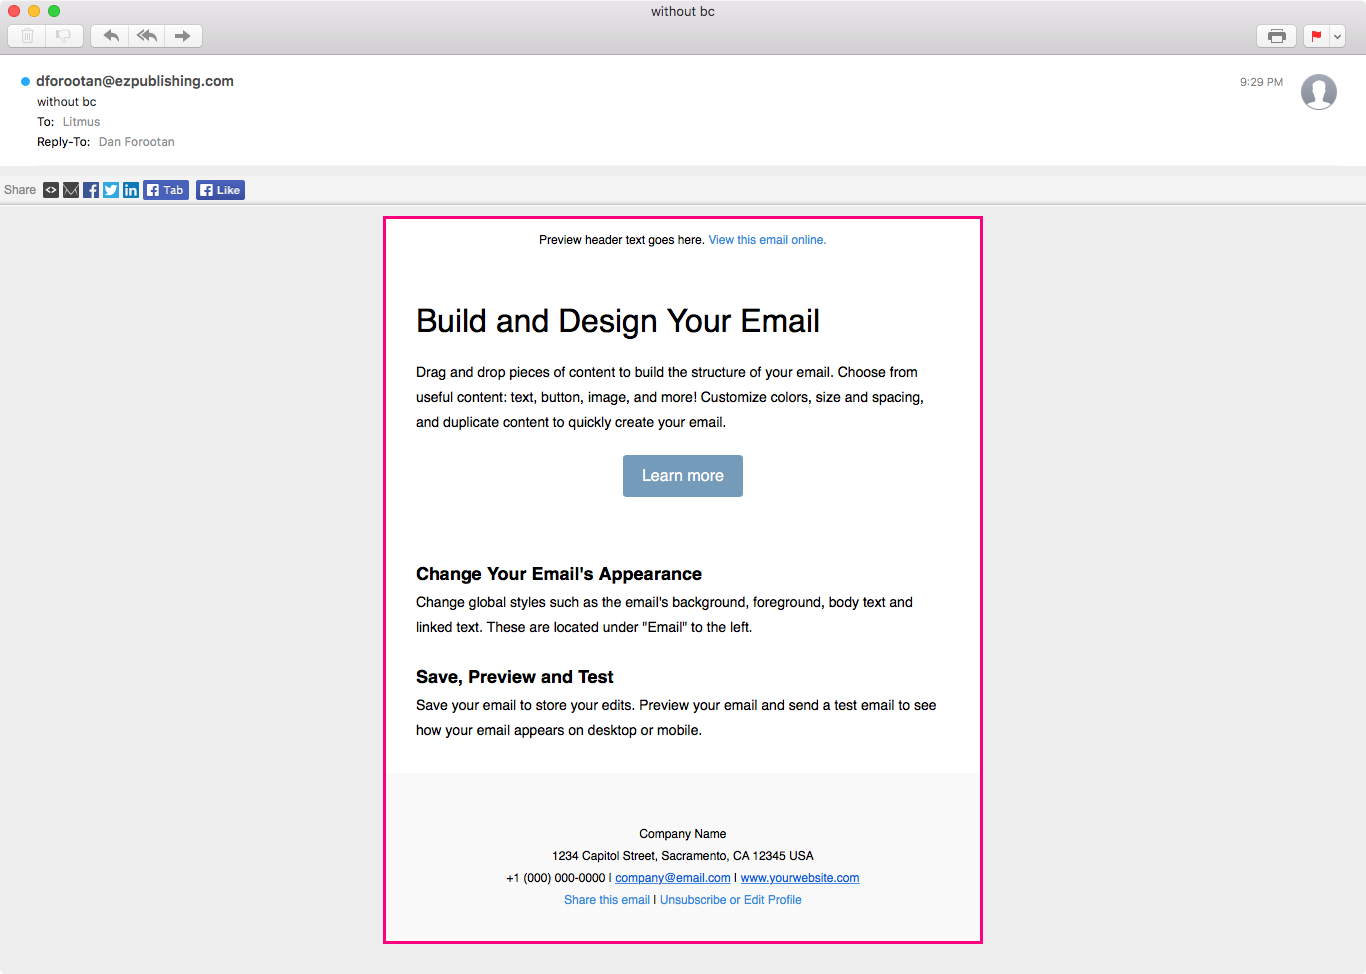 without bc
dforootan@ezpublishing.com
9:29 PM
without bc
To: Litmus
Reply-To: Dan Forootan
Share <> f in f Tab f Like
Preview header text goes here. View this email online.
Build and Design Your Email
Drag and drop pieces of content to build the structure of your email. Choose from
useful content: text, button, image, and more! Customize colors, size and spacing,
and duplicate content to quickly create your email.
Learn more
Change Your Email's Appearance
Change global styles such as the email's background, foreground, body text and
linked text. These are located under "Email" to the left.
Save, Preview and Test
Save your email to store your edits. Preview your email and send a test email to see
how your email appears on desktop or mobile.
Company Name
1234 Capitol Street, Sacramento, CA 12345 USA
+1 (000) 000-0000 | company@email.com | www.yourwebsite.com
Share this email | Unsubscribe or Edit Profile